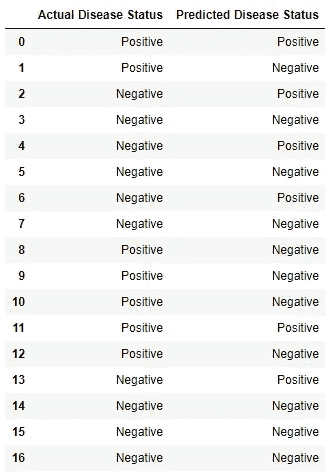 Actual Disease Status Predicted Disease Status
0 Positive Positive
1 Positive Negative
2 Negative Positive
3 Negative Negative
4 Negative Positive
5 Negative Negative
6 Negative Positive
7 Negative Negative
8 Positive Negative
9 Positive Negative
10 Positive Negative
11 Positive Positive
12 Positive Negative
13 Negative Positive
14 Negative Negative
15 Negative Negative
16 Negative Negative